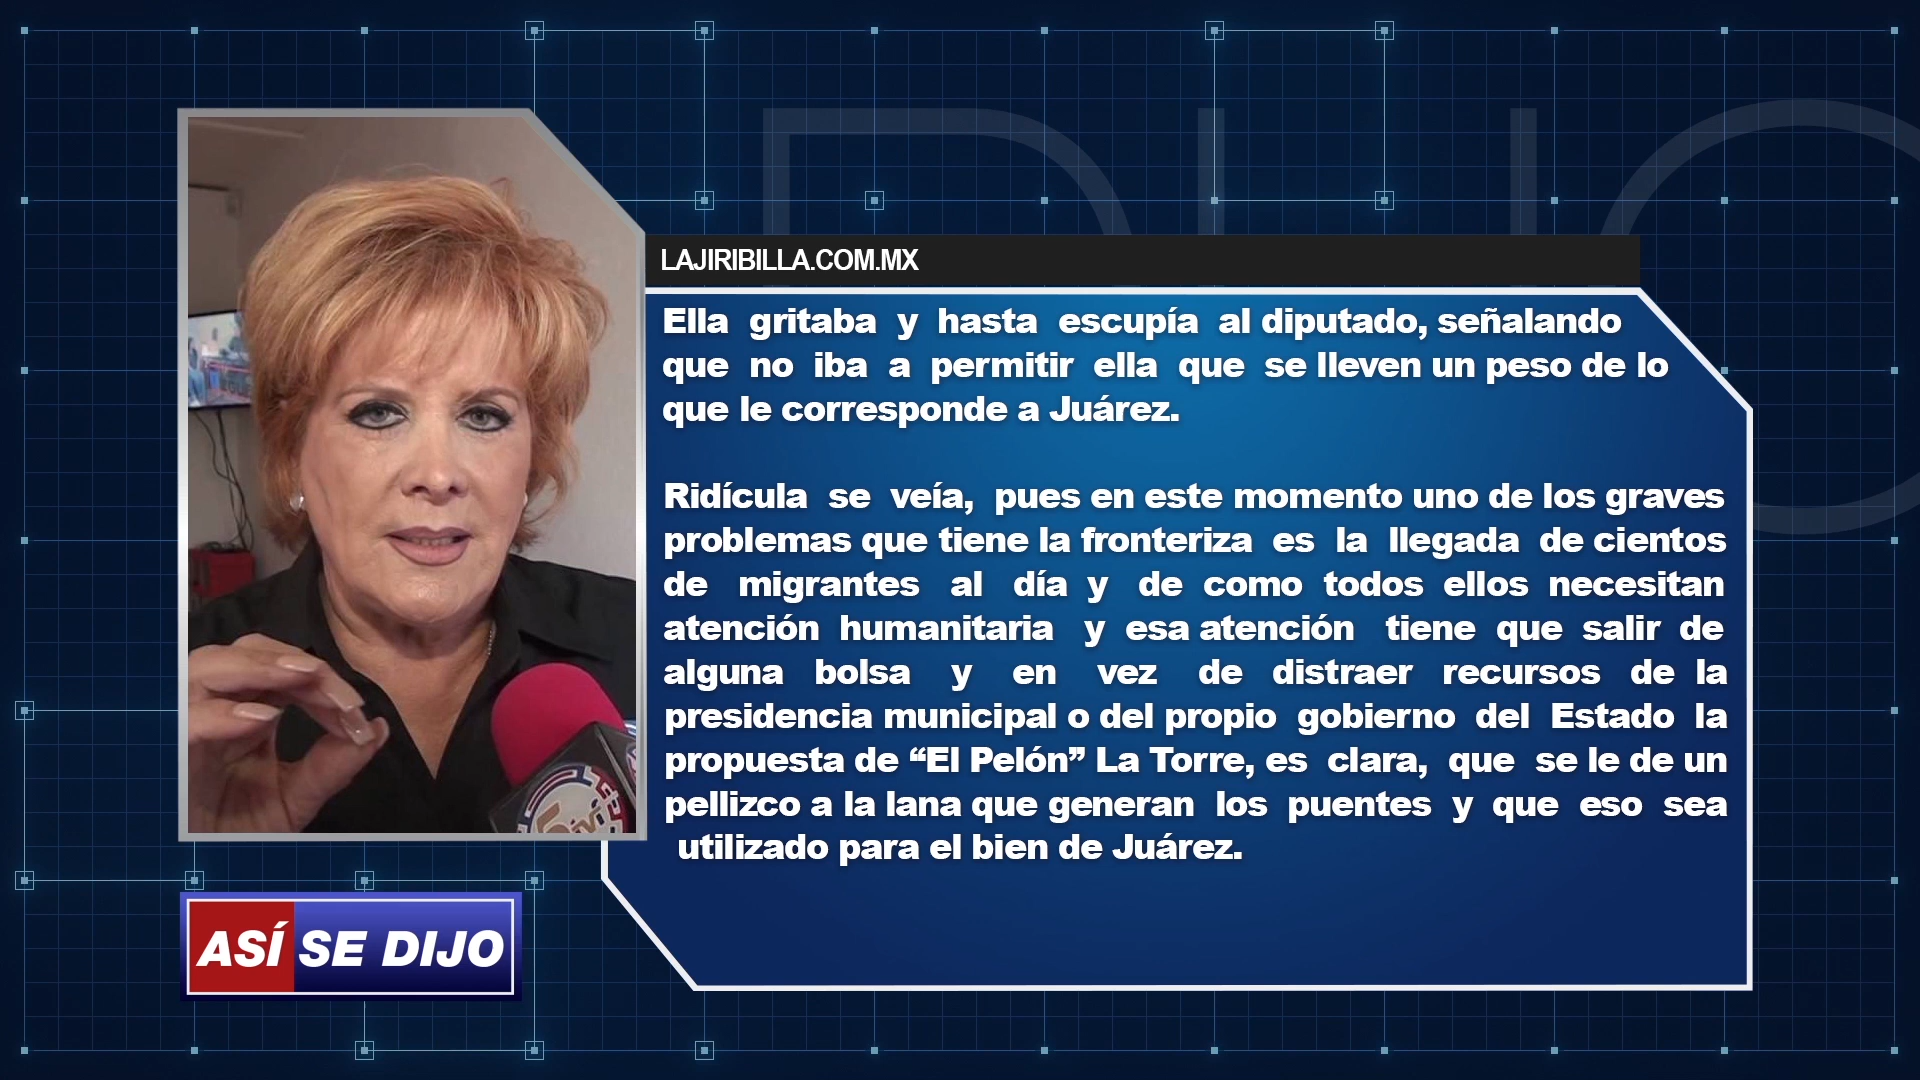 LAJIRIBILLA.COM.MX
Ella gritaba y hasta escupía al diputado, señalando
que no iba a permitir ella que se lleven un peso de lo
que le corresponde a Juárez.
Ridícula se veía, pues en este momento uno de los graves
problemas que tiene la fronteriza es la llegada de cientos
de migrantes al día y de como todos ellos necesitan
atención humanitaria y esa atención tiene que salir de
alguna bolsa y en vez de distraer recursos de la
presidencia municipal o del propio gobierno del Estado la
propuesta de “El Pelón” La Torre, es clara, que se le de un
pellizco a la lana que generan los puentes y que eso sea
utilizado para el bien de Juárez.
ASÍ SE DIJO